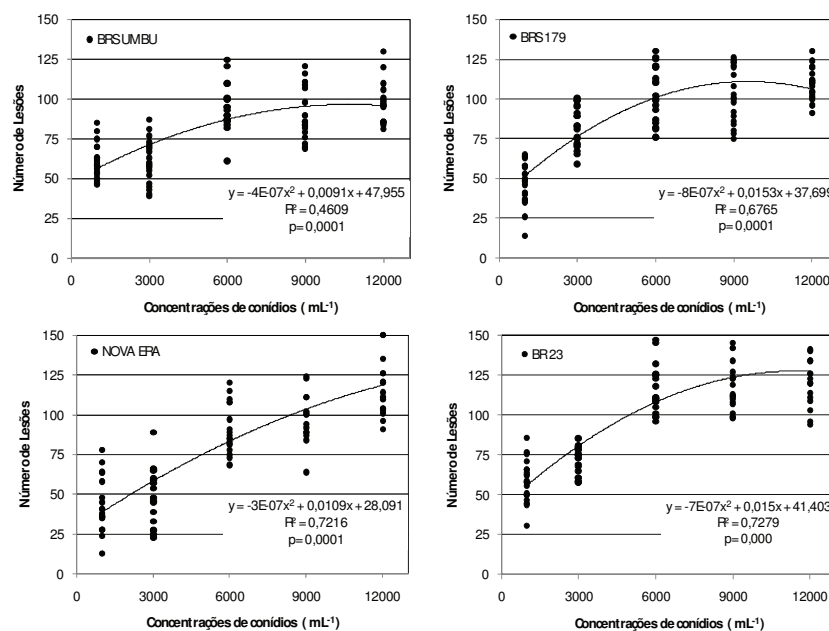 BRSUMBU
Número de Lesões
150
125
100
75
50
25
0
y = -4E-07x² + 0,0091x + 47,955
R² = 0,4609
p=0,0001
0 3000 6000 9000 12000
Concentrações de conídios ( mL⁻¹)
BRS179
Número de Lesões
150
125
100
75
50
25
0
y = -8E-07x² + 0,0153x + 37,699
R² = 0,6765
p=0,0001
0 3000 6000 9000 12000
Concentrações de conídios ( mL⁻¹)
NOVA ERA
Número de Lesões
150
125
100
75
50
25
0
y = -3E-07x² + 0,0109x + 28,091
R² = 0,7216
p=0,0001
0 3000 6000 9000 12000
Concentrações de conídios ( mL⁻¹)
BR23
Número de Lesões
150
125
100
75
50
25
0
y = -7E-07x² + 0,015x + 41,403
R² = 0,7279
p=0,000
0 3000 6000 9000 12000
Concentrações de conídios ( mL⁻¹)